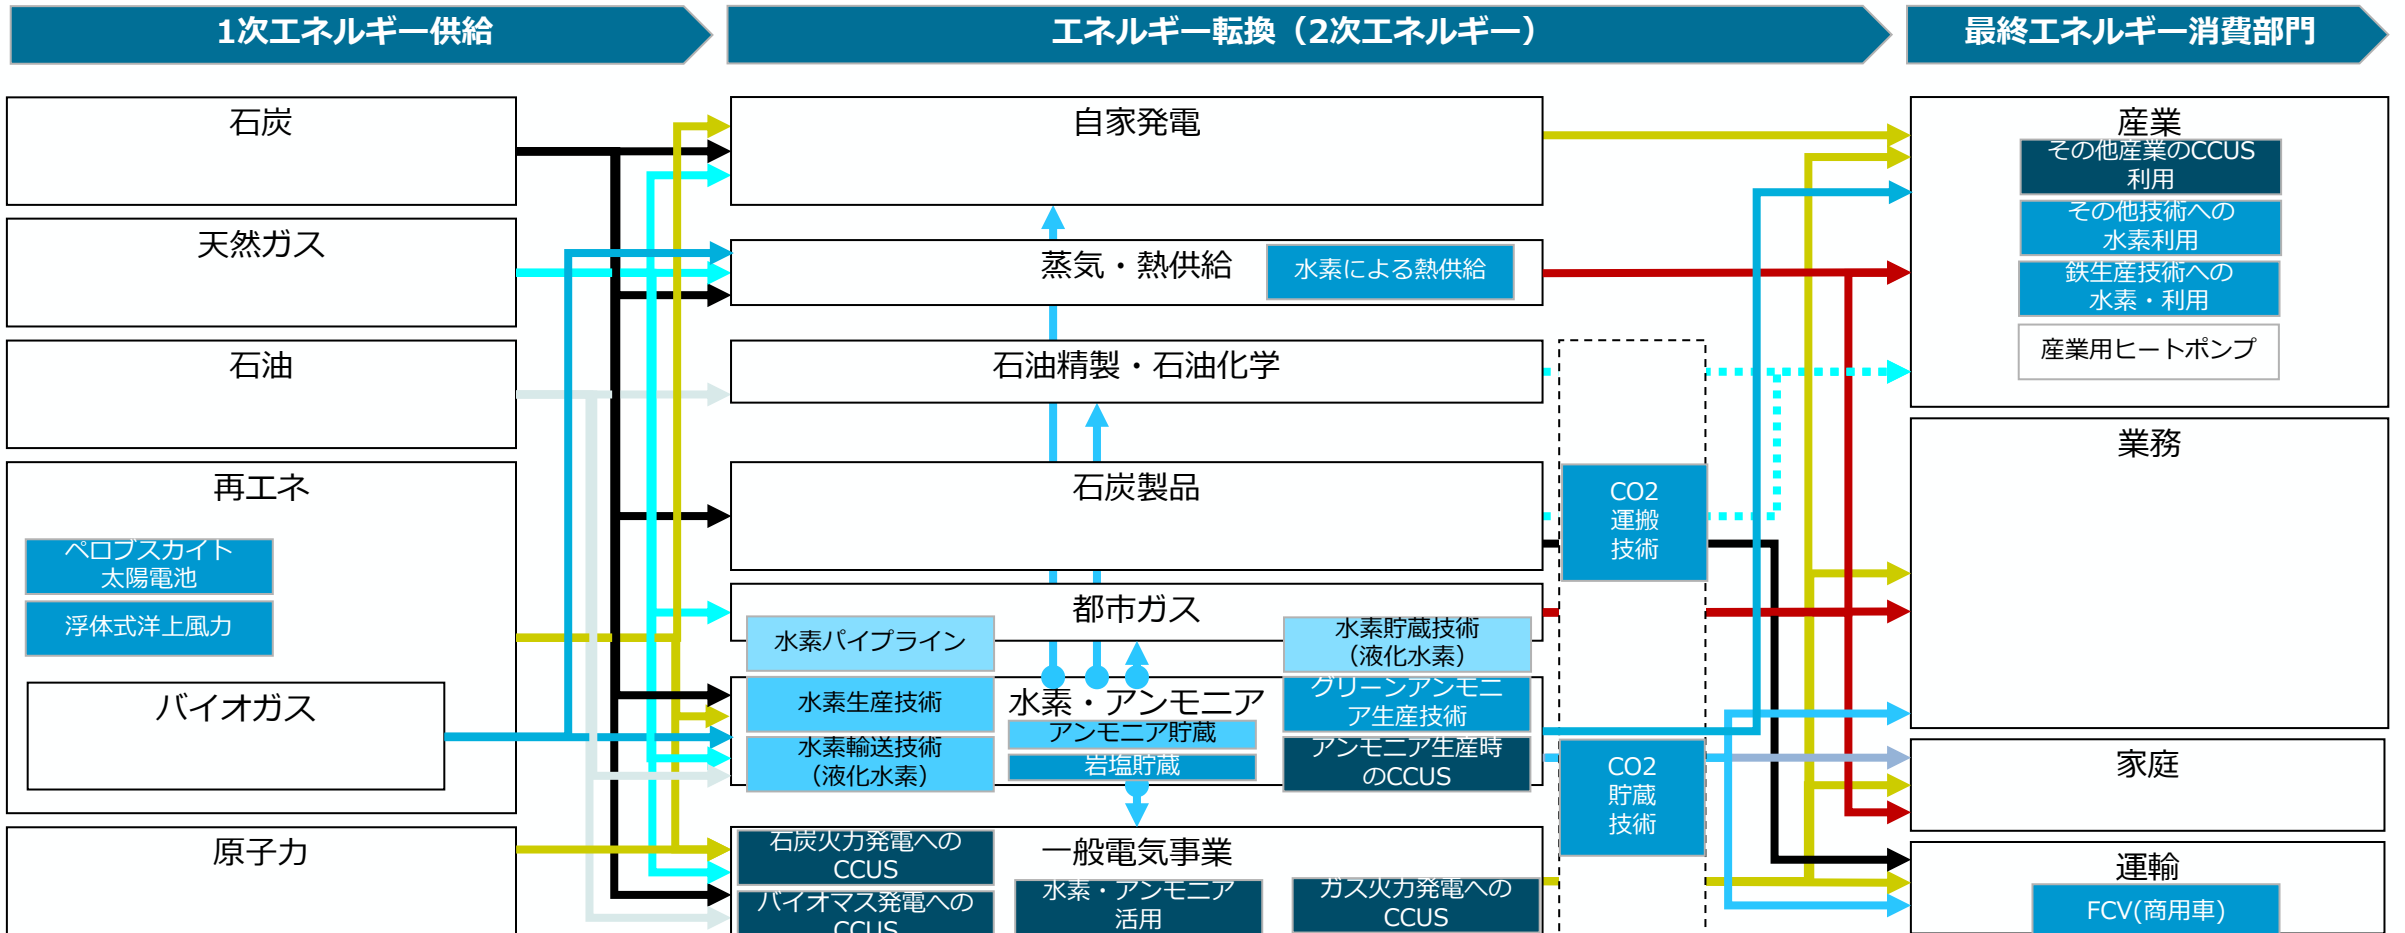 1次エネルギー供給
エネルギー転換（2次エネルギー）
最終エネルギー消費部門
石炭
天然ガス
石油
再エネ
ペロブスカイト
太陽電池
浮体式洋上風力
バイオガス
原子力
自家発電
蒸気・熱供給
水素による熱供給
石油精製・石油化学
石炭製品
都市ガス
水素パイプライン
水素貯蔵技術
（液化水素）
水素・アンモニア
水素生産技術
水素輸送技術
（液化水素）
アンモニア貯蔵
岩塩貯蔵
グリーンアンモニ
ア生産技術
アンモニア生産時
のCCUS
一般電気事業
石炭火力発電への
CCUS
バイオマス発電への
CCUS
水素・アンモニア
活用
ガス火力発電への
CCUS
CO2
運搬
技術
CO2
貯蔵
技術
産業
その他産業のCCUS
利用
その他技術への
水素利用
鉄生産技術への
水素・利用
産業用ヒートポンプ
業務
家庭
運輸
FCV(商用車)